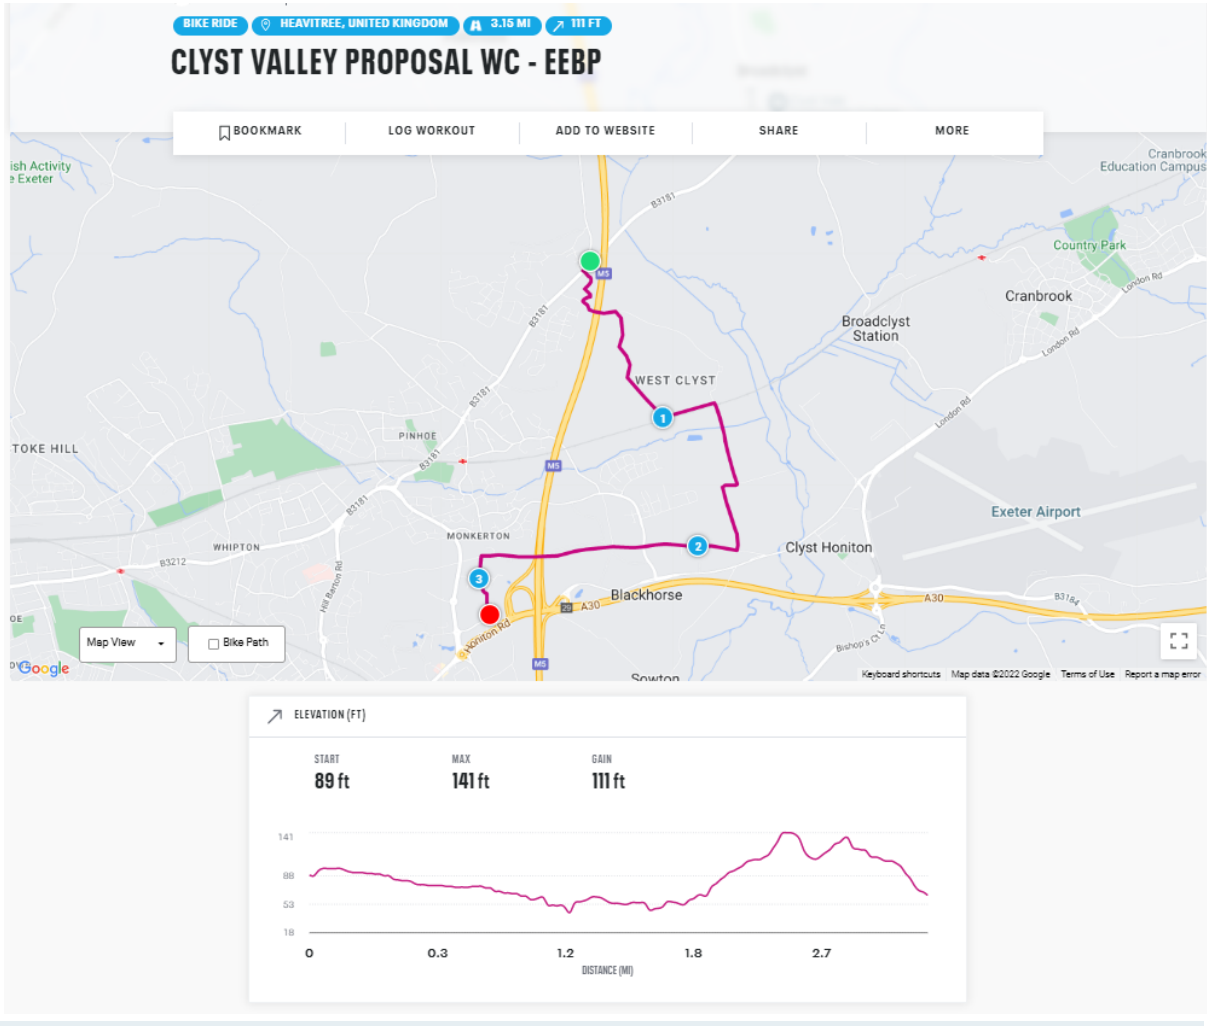 BIKE RIDE HEAVITREE, UNITED KINGDOM 3.15 MI 111 FT
CLYST VALLEY PROPOSAL WC - EEBP
BOOKMARK LOG WORKOUT ADD TO WEBSITE SHARE MORE
ish Activity
e Exeter
Cranbrook
Education Campus
B3181
Country Park
M5
London Rd
Cranbrook
B3181
Broadclyst
Station
London Rd
WEST CLYST
B3181
London Rd
1
PINHOE
TOKE HILL
B3181
M5
B3181
Exeter Airport
MONKERTON
WHIPTON
2
Clyst Honiton
B3212
3
Hill Barton Rd
Blackhorse
29 A30
A30
B3184
OE
Honiton Rd
Bishop's Ct Ln
Map View
Bike Path
M5
Google
Sowton
Keyboard shortcuts Map data ©2022 Google Terms of Use Report a map error
ELEVATION (FT)
START MAX GAIN
89 ft 141 ft 111 ft
141
88
53
18
0 0.3 1.2 1.8 2.7
DISTANCE (MI)